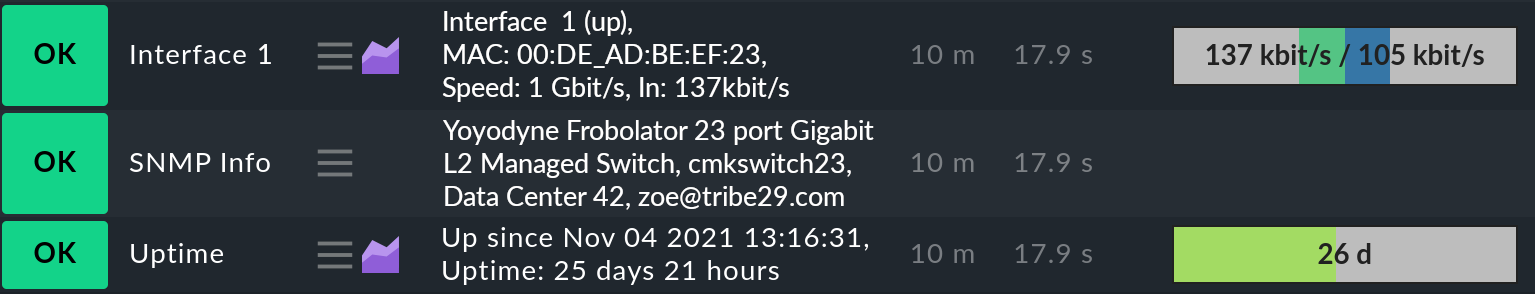 OK Interface 1 Interface 1 (up),
MAC: 00:DE_AD:BE:EF:23,
Speed: 1 Gbit/s, In: 137kbit/s
10 m 17.9 s 137 kbit/s / 105 kbit/s
OK SNMP Info Yoyodyne Frobolator 23 port Gigabit
L2 Managed Switch, cmkswitch23,
Data Center 42, zoe@tribe29.com
10 m 17.9 s
OK Uptime Up since Nov 04 2021 13:16:31,
Uptime: 25 days 21 hours
10 m 17.9 s 26 d